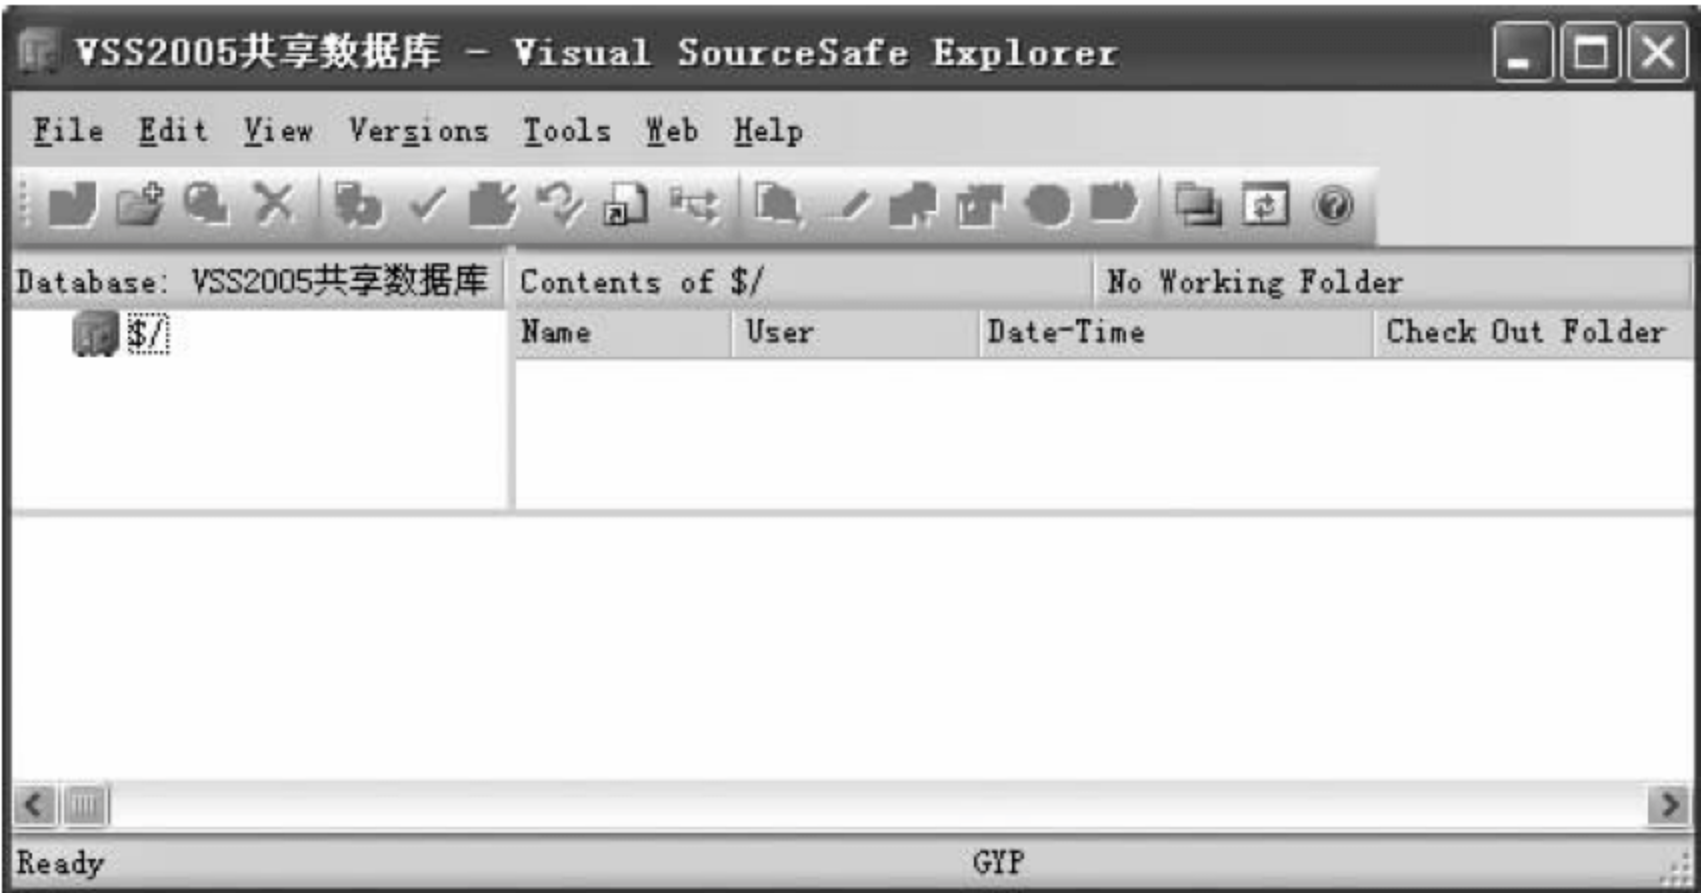 VSS2005共享数据库 - Visual SourceSafe Explorer
File Edit View Versions Tools Web Help
Database: VSS2005共享数据库 Contents of $/ No Working Folder
$/ Name User Date-Time Check Out Folder
Ready GYP